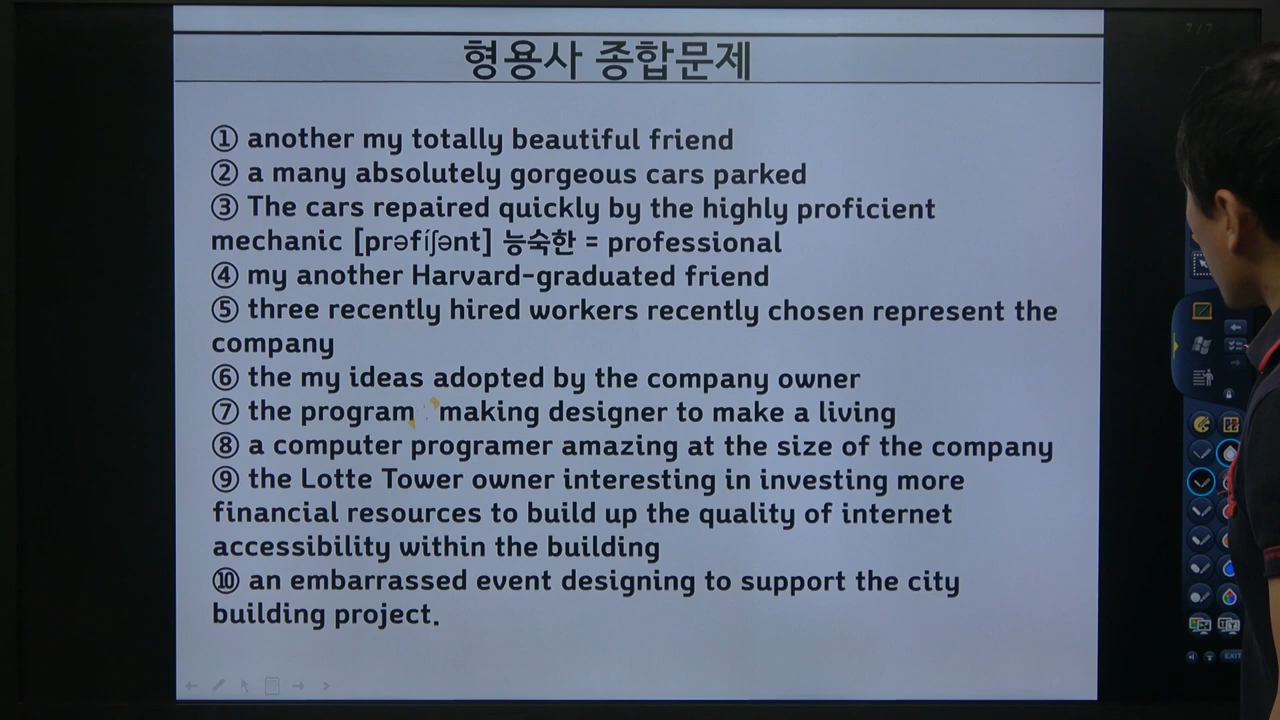 형용사 종합문제
① another my totally beautiful friend
② a many absolutely gorgeous cars parked
③ The cars repaired quickly by the highly proficient
mechanic [prəfíʃənt] 능숙한 = professional
④ my another Harvard-graduated friend
⑤ three recently hired workers recently chosen represent the
company
⑥ the my ideas adopted by the company owner
⑦ the program making designer to make a living
⑧ a computer programer amazing at the size of the company
⑨ the Lotte Tower owner interesting in investing more
financial resources to build up the quality of internet
accessibility within the building
⑩ an embarrassed event designing to support the city
building project.
7/7
EXIT